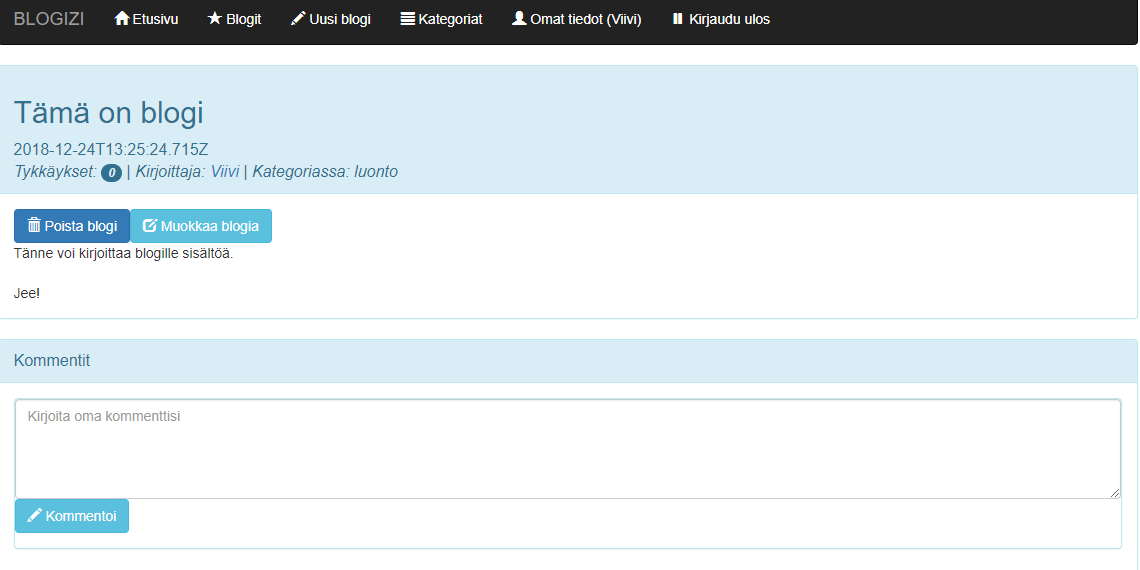 BLOGIZI Etusivu Blogit Uusi blogi Kategoriat Omat tiedot (Viivi) Kirjaudu ulos
Tämä on blogi
2018-12-24T13:25:24.715Z
Tykkäykset: 0 | Kirjoittaja: Viivi | Kategoriassa: luonto
Poista blogi Muokkaa blogia
Tänne voi kirjoittaa blogille sisältöä.
Jee!
Kommentit
Kirjoita oma kommenttisi
Kommentoi